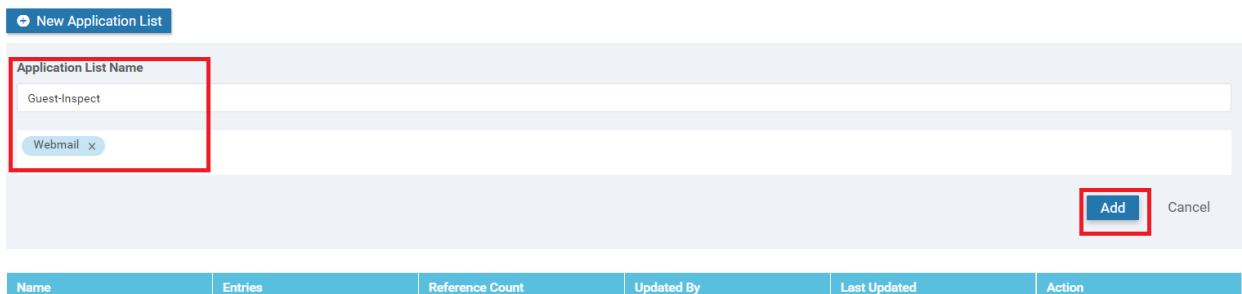 New Application List
Application List Name
Guest-Inspect
Webmail x
Add Cancel
Name Entries Reference Count Updated By Last Updated Action